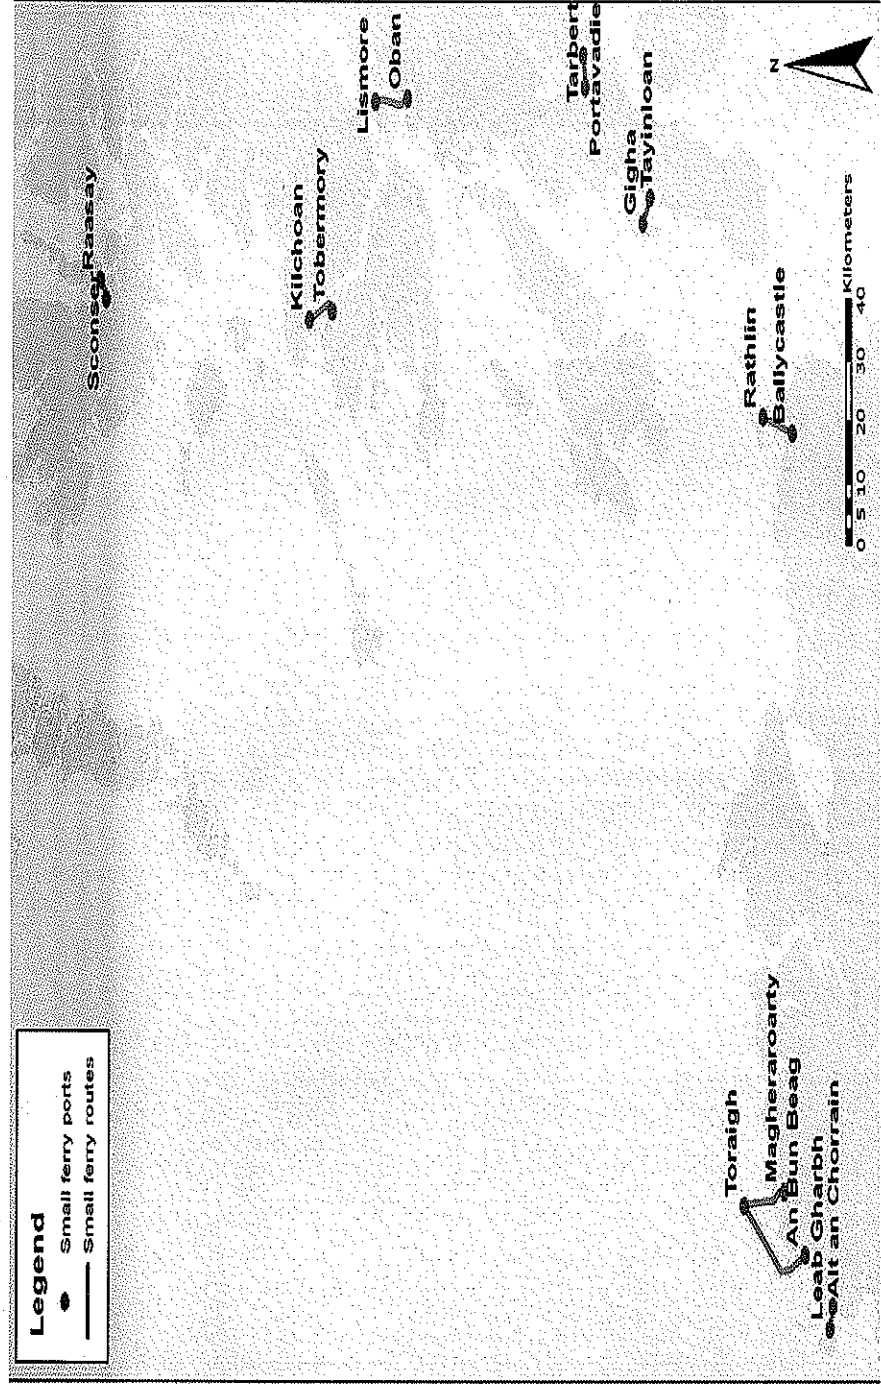 Legend
Small ferry ports
Small ferry routes
Sconser
Raasay
Kilchoan
Tobermory
Lismore
Oban
Tarbert
Portavadie
Gigha
Tayinloan
Rathlin
Ballycastle
Toraigh
Magheraroarty
An Bun Beag
Leab Gharbh
Alt an Chorrain
0 5 10 20 30 40
Kilometers
N